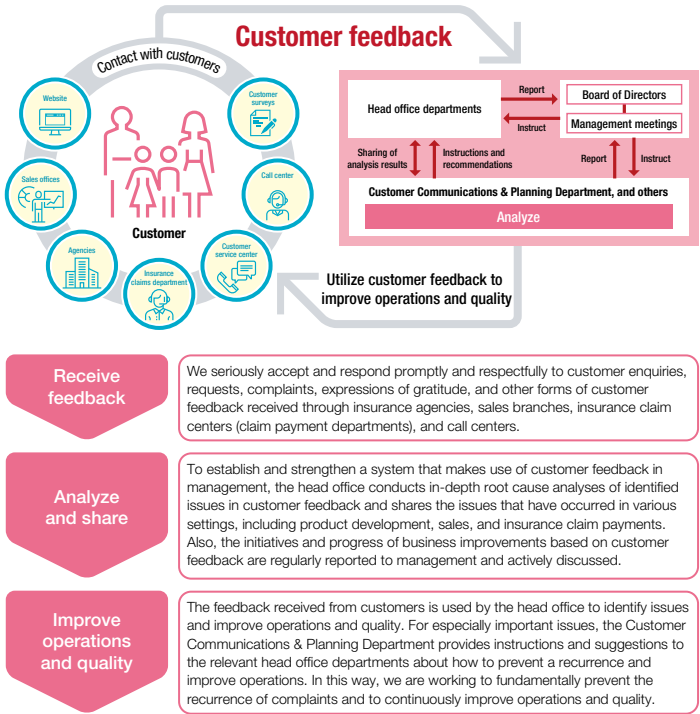 Customer feedback
Contact with customers
Website
Customer
surveys
Sales offices
Call center
Agencies
Customer
service center
Insurance
claims department
Customer
Head office departments
Report
Instruct
Board of Directors
Management meetings
Sharing of
analysis results
Instructions and
recommendations
Report
Instruct
Customer Communications & Planning Department, and others
Analyze
Utilize customer feedback to
improve operations and quality
Receive
feedback
We seriously accept and respond promptly and respectfully to customer enquiries,
requests, complaints, expressions of gratitude, and other forms of customer
feedback received through insurance agencies, sales branches, insurance claim
centers (claim payment departments), and call centers.
Analyze
and share
To establish and strengthen a system that makes use of customer feedback in
management, the head office conducts in-depth root cause analyses of identified
issues in customer feedback and shares the issues that have occurred in various
settings, including product development, sales, and insurance claim payments.
Also, the initiatives and progress of business improvements based on customer
feedback are regularly reported to management and actively discussed.
Improve
operations
and quality
The feedback received from customers is used by the head office to identify issues
and improve operations and quality. For especially important issues, the Customer
Communications & Planning Department provides instructions and suggestions to
the relevant head office departments about how to prevent a recurrence and
improve operations. In this way, we are working to fundamentally prevent the
recurrence of complaints and to continuously improve operations and quality.